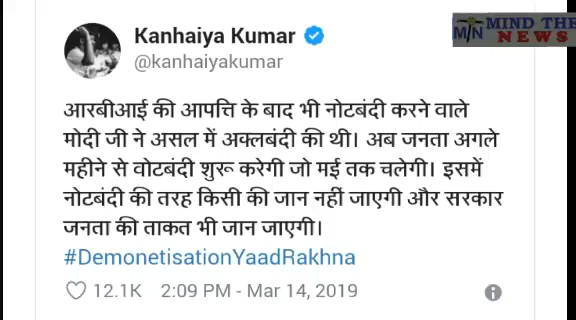 Kanhaiya Kumar
@kanhaiyakumar
MIND THE
NEWS
MTN
आरबीआई की आपत्ति के बाद भी नोटबंदी करने वाले
मोदी जी ने असल में अक्लबंदी की थी। अब जनता अगले
महीने से वोटबंदी शुरू करेगी जो मई तक चलेगी। इसमें
नोटबंदी की तरह किसी की जान नहीं जाएगी और सरकार
जनता की ताकत भी जान जाएगी।
#DemonetisationYaadRakhna
12.1K 2:09 PM - Mar 14, 2019